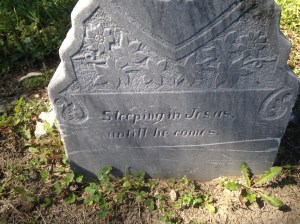 Sleeping in Jesus,
until he comes